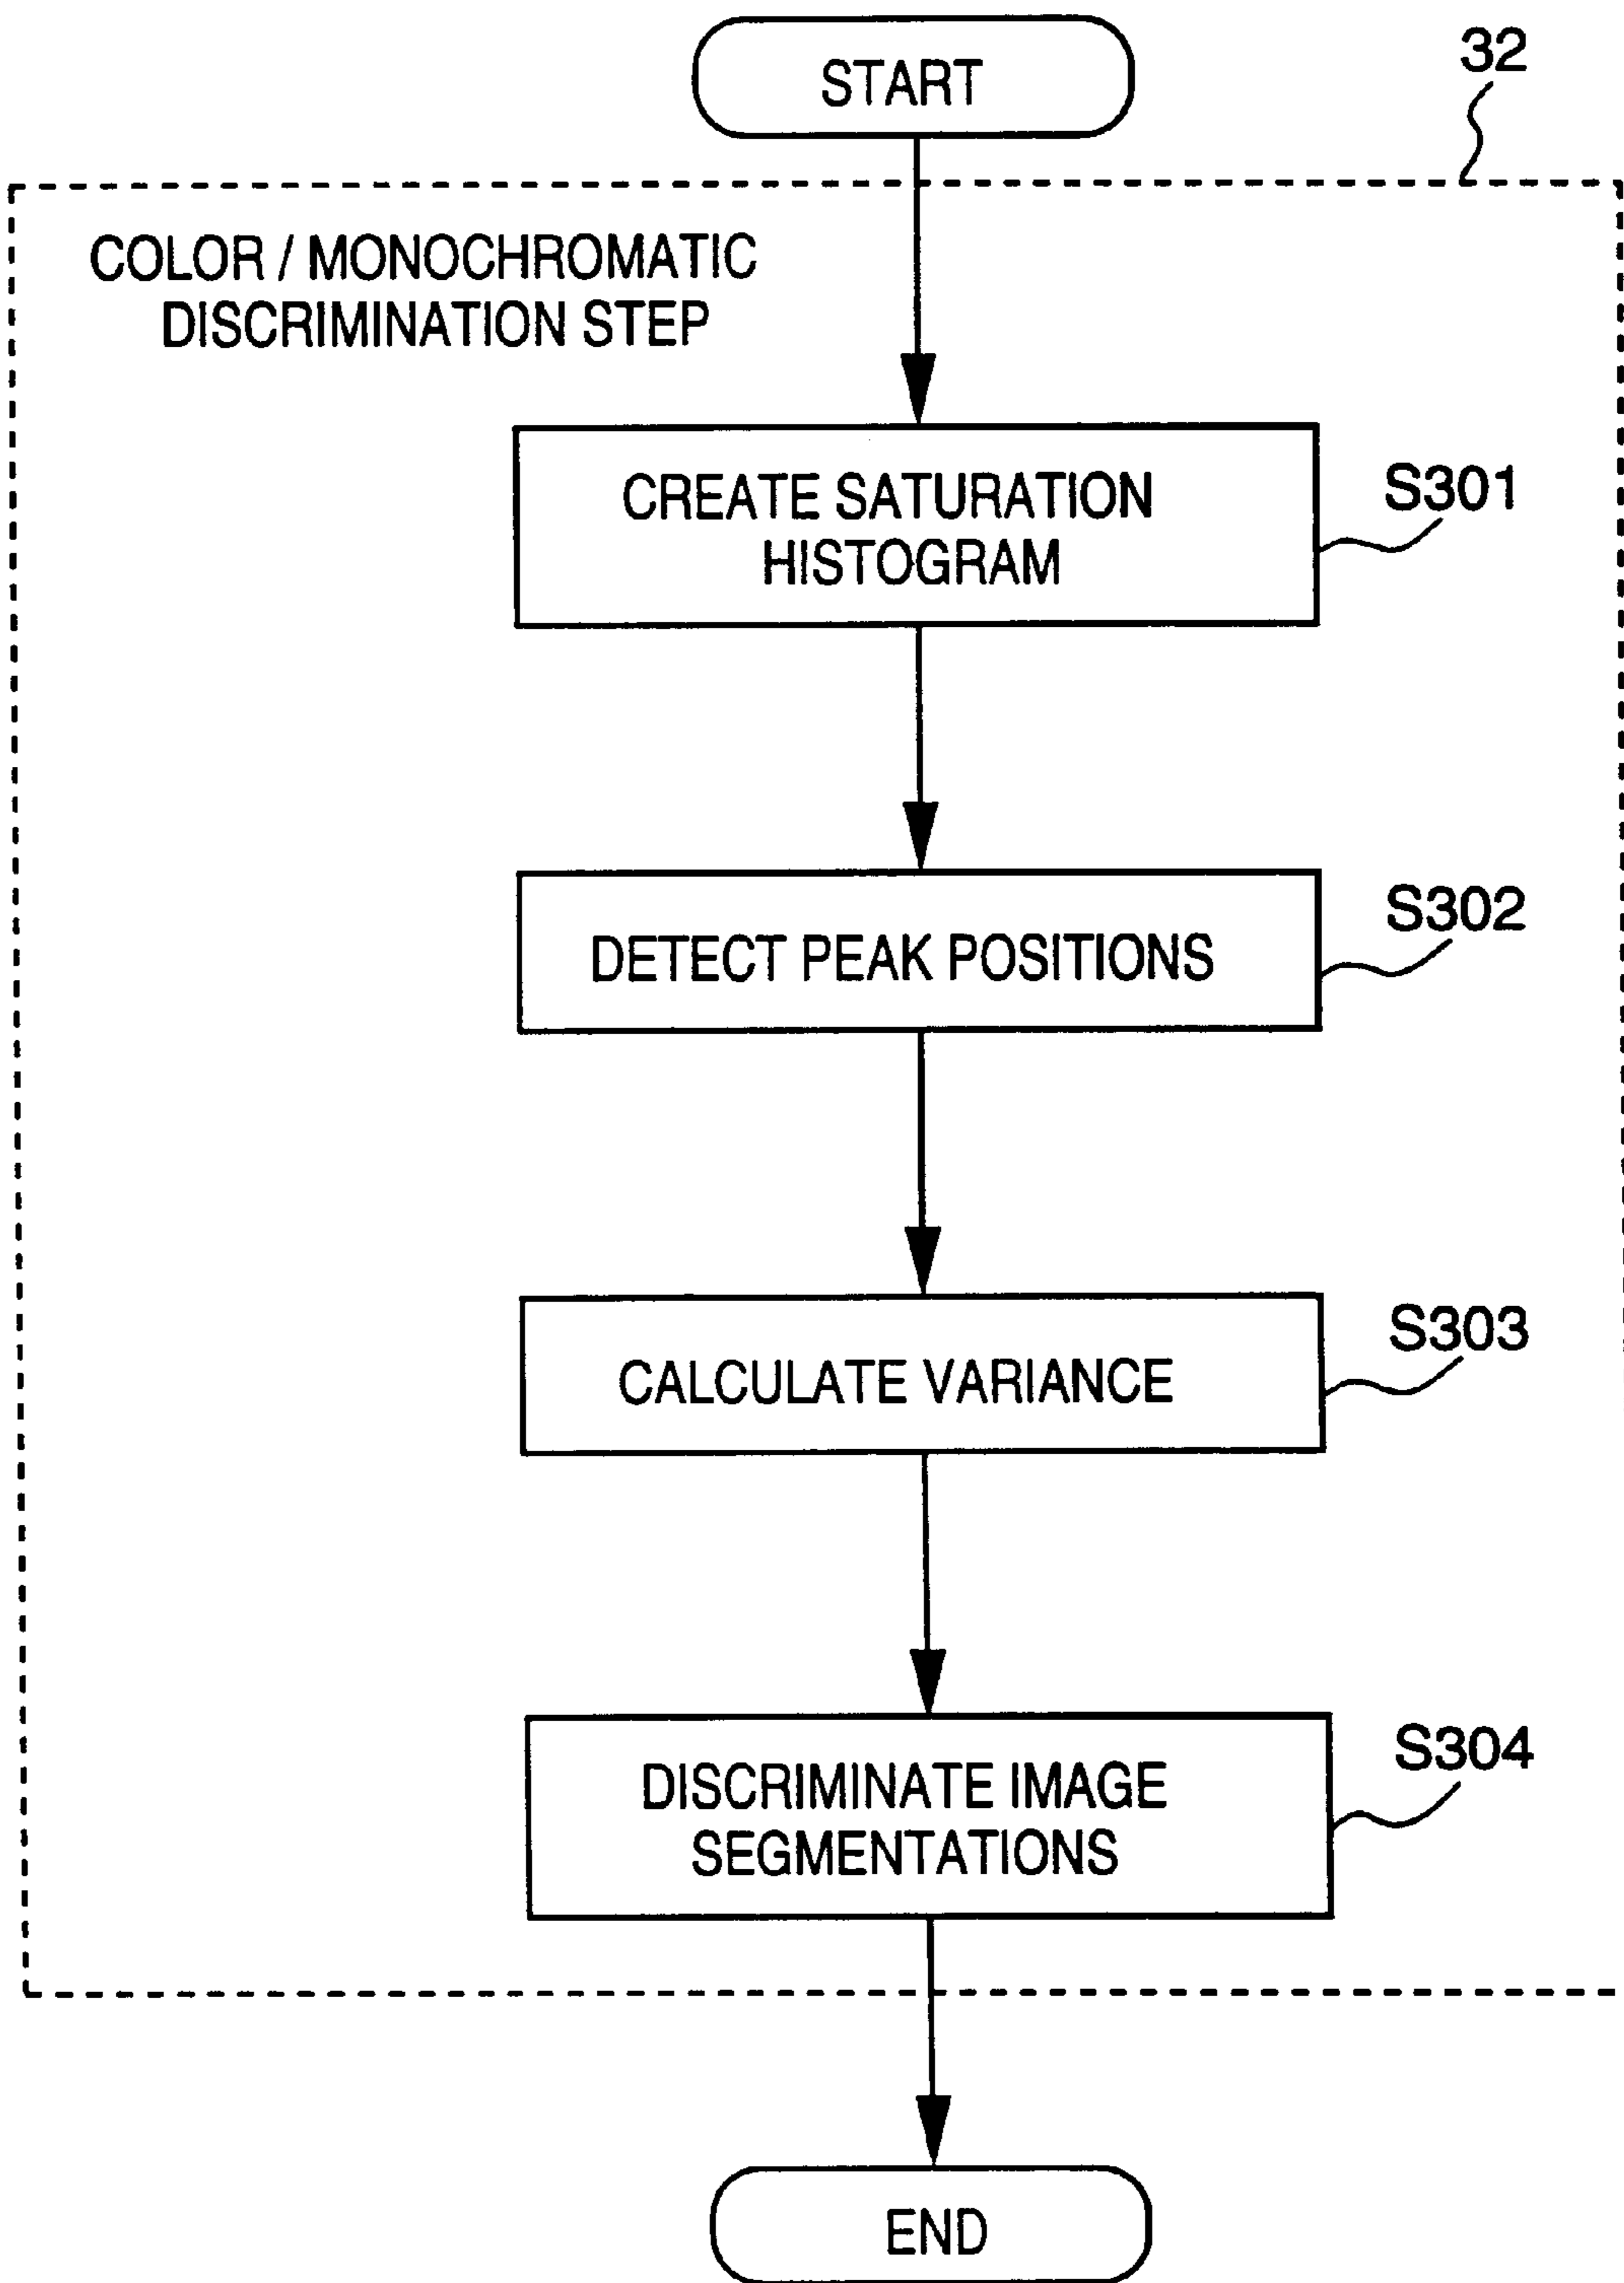 START
32
COLOR / MONOCHROMATIC
DISCRIMINATION STEP
CREATE SATURATION
HISTOGRAM
S301
DETECT PEAK POSITIONS
S302
CALCULATE VARIANCE
S303
DISCRIMINATE IMAGE
SEGMENTATIONS
S304
END